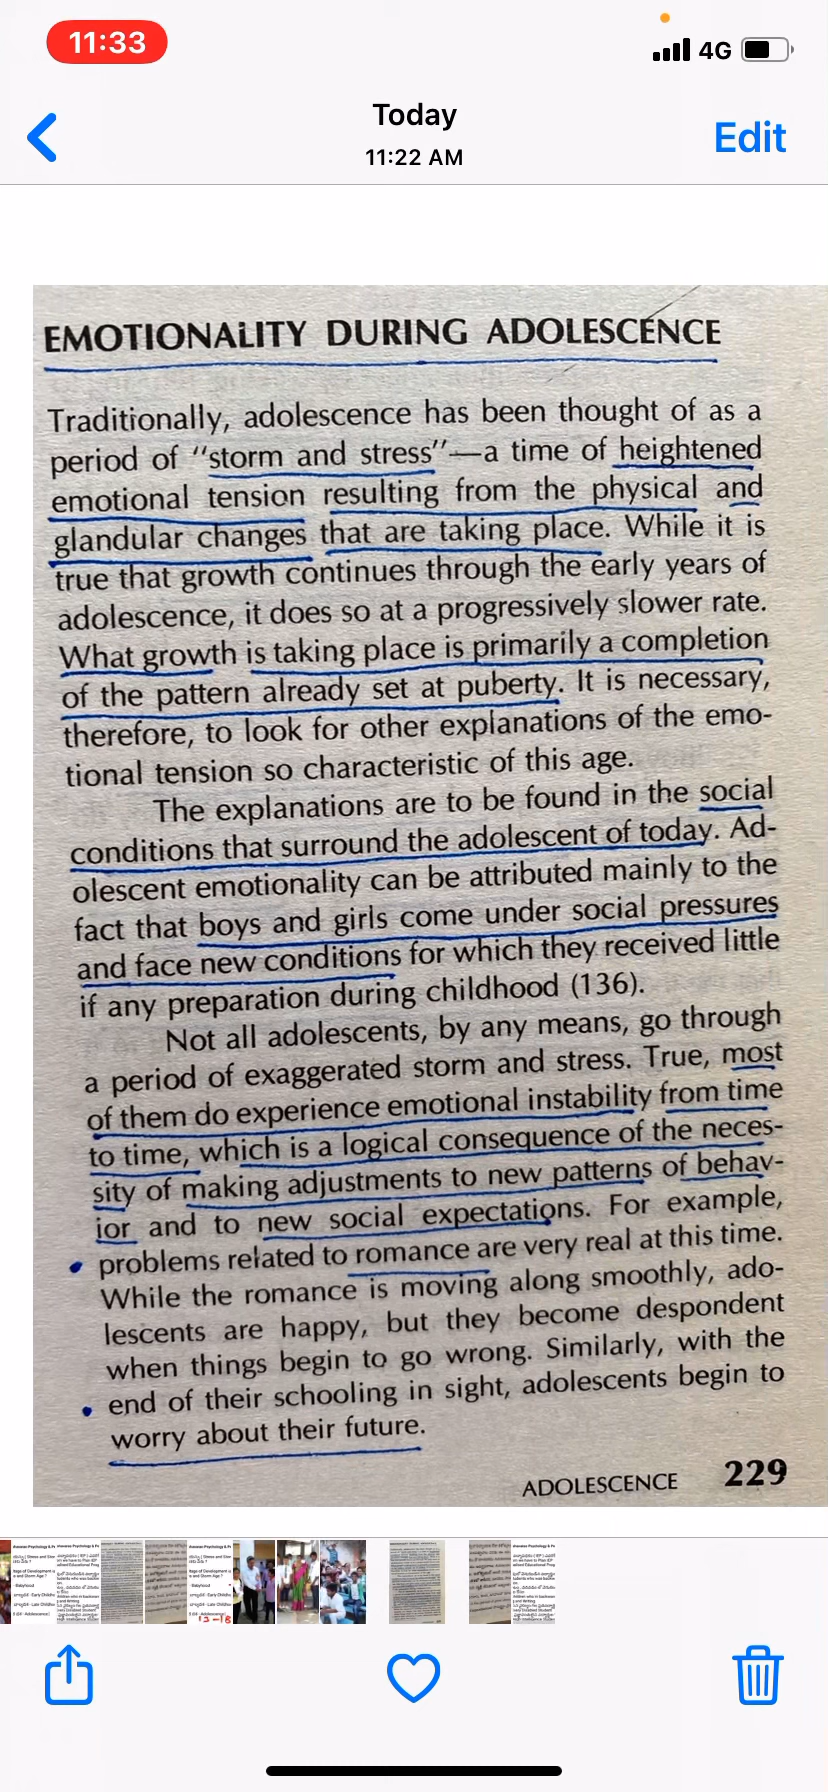 11:33
4G
Today
11:22 AM
Edit
EMOTIONALITY DURING ADOLESCENCE
Traditionally, adolescence has been thought of as a
period of "storm and stress"—a time of heightened
emotional tension resulting from the physical and
glandular changes that are taking place. While it is
true that growth continues through the early years of
adolescence, it does so at a progressively slower rate.
What growth is taking place is primarily a completion
of the pattern already set at puberty. It is necessary,
therefore, to look for other explanations of the emo-
tional tension so characteristic of this age.
The explanations are to be found in the social
conditions that surround the adolescent of today. Ad-
olescent emotionality can be attributed mainly to the
fact that boys and girls come under social pressures
and face new conditions for which they received little
if any preparation during childhood (136).
Not all adolescents, by any means, go through
a period of exaggerated storm and stress. True, most
of them do experience emotional instability from time
to time, which is a logical consequence of the neces-
sity of making adjustments to new patterns of behav-
ior and to new social expectations. For example,
problems related to romance are very real at this time.
While the romance is moving along smoothly, ado-
lescents are happy, but they become despondent
when things begin to go wrong. Similarly, with the
end of their schooling in sight, adolescents begin to
worry about their future.
ADOLESCENCE 229